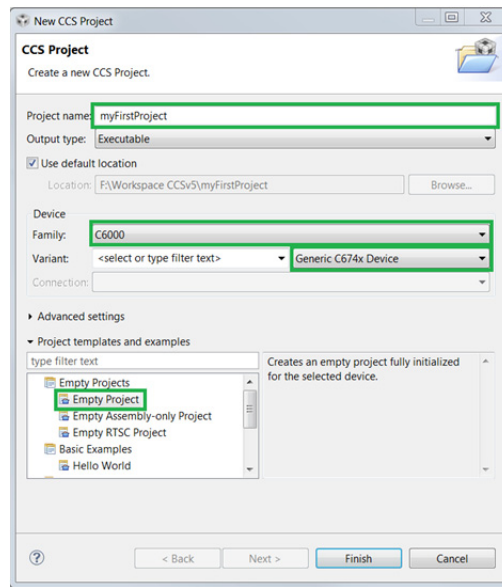 New CCS Project
CCS Project
Create a new CCS Project.
Project name: myFirstProject
Output type: Executable
Use default location
Location: F:\Workspace CCSv5\myFirstProject Browse...
Device
Family: C6000
Variant: <select or type filter text> Generic C674x Device
Connection:
Advanced settings
Project templates and examples
type filter text
Creates an empty project fully initialized
for the selected device.
Empty Projects
Empty Project
Empty Assembly-only Project
Empty RTSC Project
Basic Examples
Hello World
? < Back Next > Finish Cancel